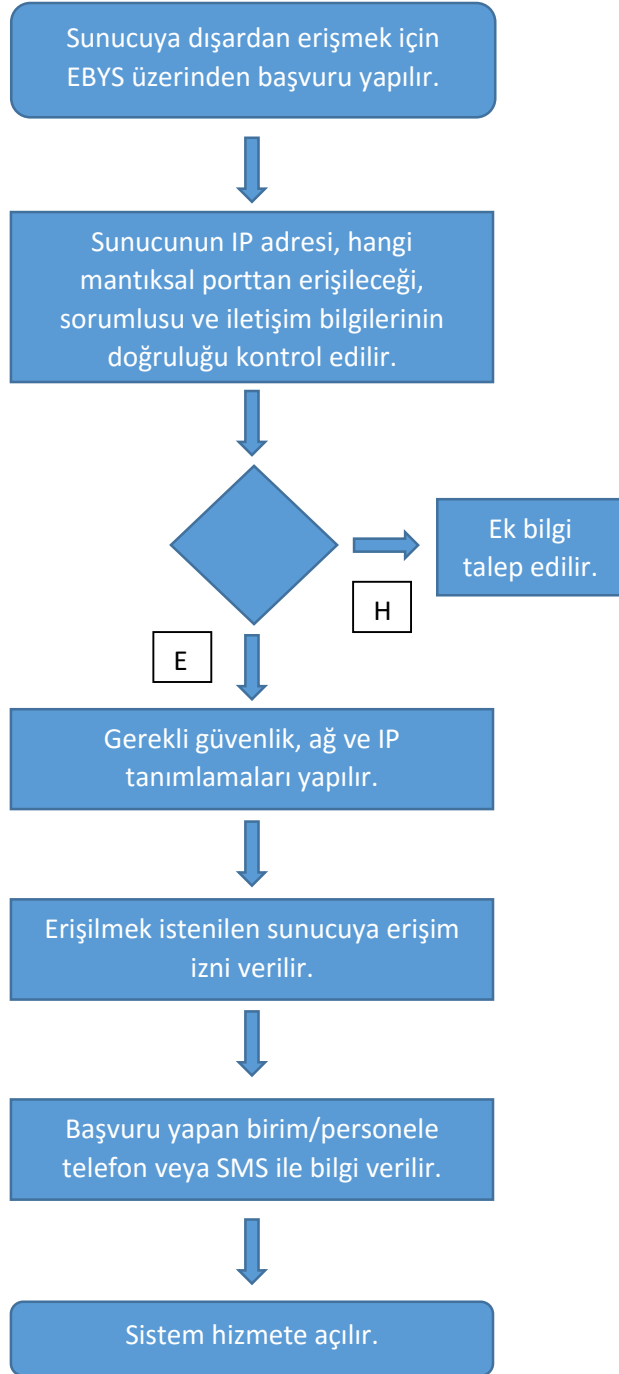 Sunucuya dışardan erişmek için
EBYS üzerinden başvuru yapılır.
Sunucunun IP adresi, hangi
mantıksal porttan erişileceği,
sorumlusu ve iletişim bilgilerinin
doğruluğu kontrol edilir.
Ek bilgi
talep edilir.
H
E
Gerekli güvenlik, ağ ve IP
tanımlamaları yapılır.
Erişilmek istenilen sunucuya erişim
izni verilir.
Başvuru yapan birim/personele
telefon veya SMS ile bilgi verilir.
Sistem hizmete açılır.